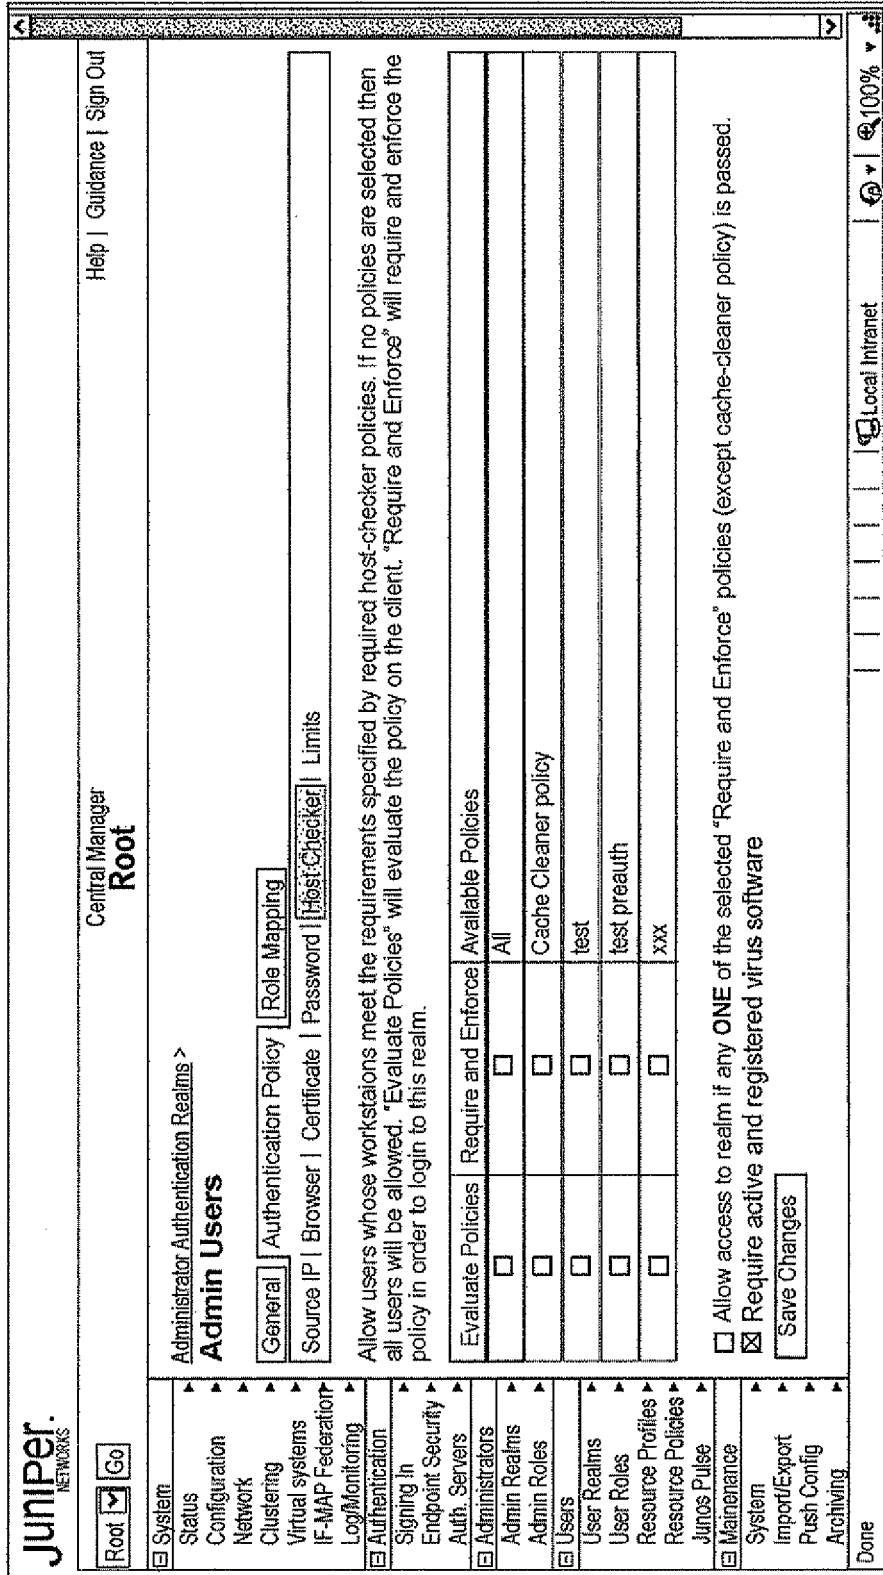 Juniper.
NETWORKS
Root Go
Central Manager
Root
Help | Guidance | Sign Out
System
Status
Configuration
Network
Clustering
Virtual systems
IF-MAP Federation
Log/Monitoring
Authentication
Signing In
Endpoint Security
Auth. Servers
Administrators
Admin Realms
Admin Roles
Users
User Realms
User Roles
Resource Profiles
Resource Policies
Junos Pulse
Mainenance
System
Import/Export
Push Config
Archiving
Administrator Authentication Realms >
Admin Users
General | Authentication Policy | Role Mapping
Source IP | Browser | Certificate | Password | Host Checker | Limits
Allow users whose workstaions meet the requirements specified by required host-checker policies. If no policies are selected then
all users will be allowed. "Evaluate Policies" will evaluate the policy on the client. "Require and Enforce" will require and enforce the
policy in order to login to this realm.
Evaluate Policies Require and Enforce Available Policies
All
Cache Cleaner policy
test
test preauth
xxx
Allow access to realm if any ONE of the selected "Require and Enforce" policies (except cache-cleaner policy) is passed.
Require active and registered virus software
Save Changes
Done
Local Intranet
100%